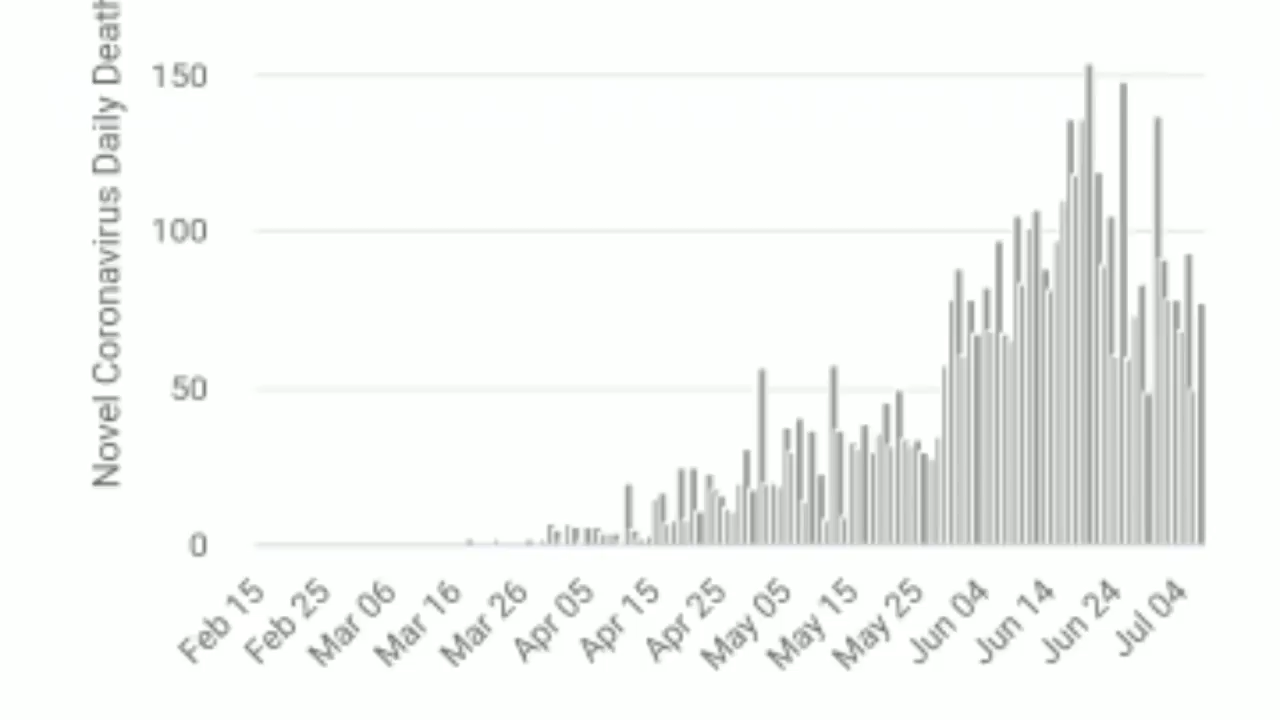 Novel Coronavirus Daily Death
150
100
50
0
Feb 15
Feb 25
Mar 06
Mar 16
Mar 26
Apr 05
Apr 15
Apr 25
May 05
May 15
May 25
Jun 04
Jun 14
Jun 24
Jul 04